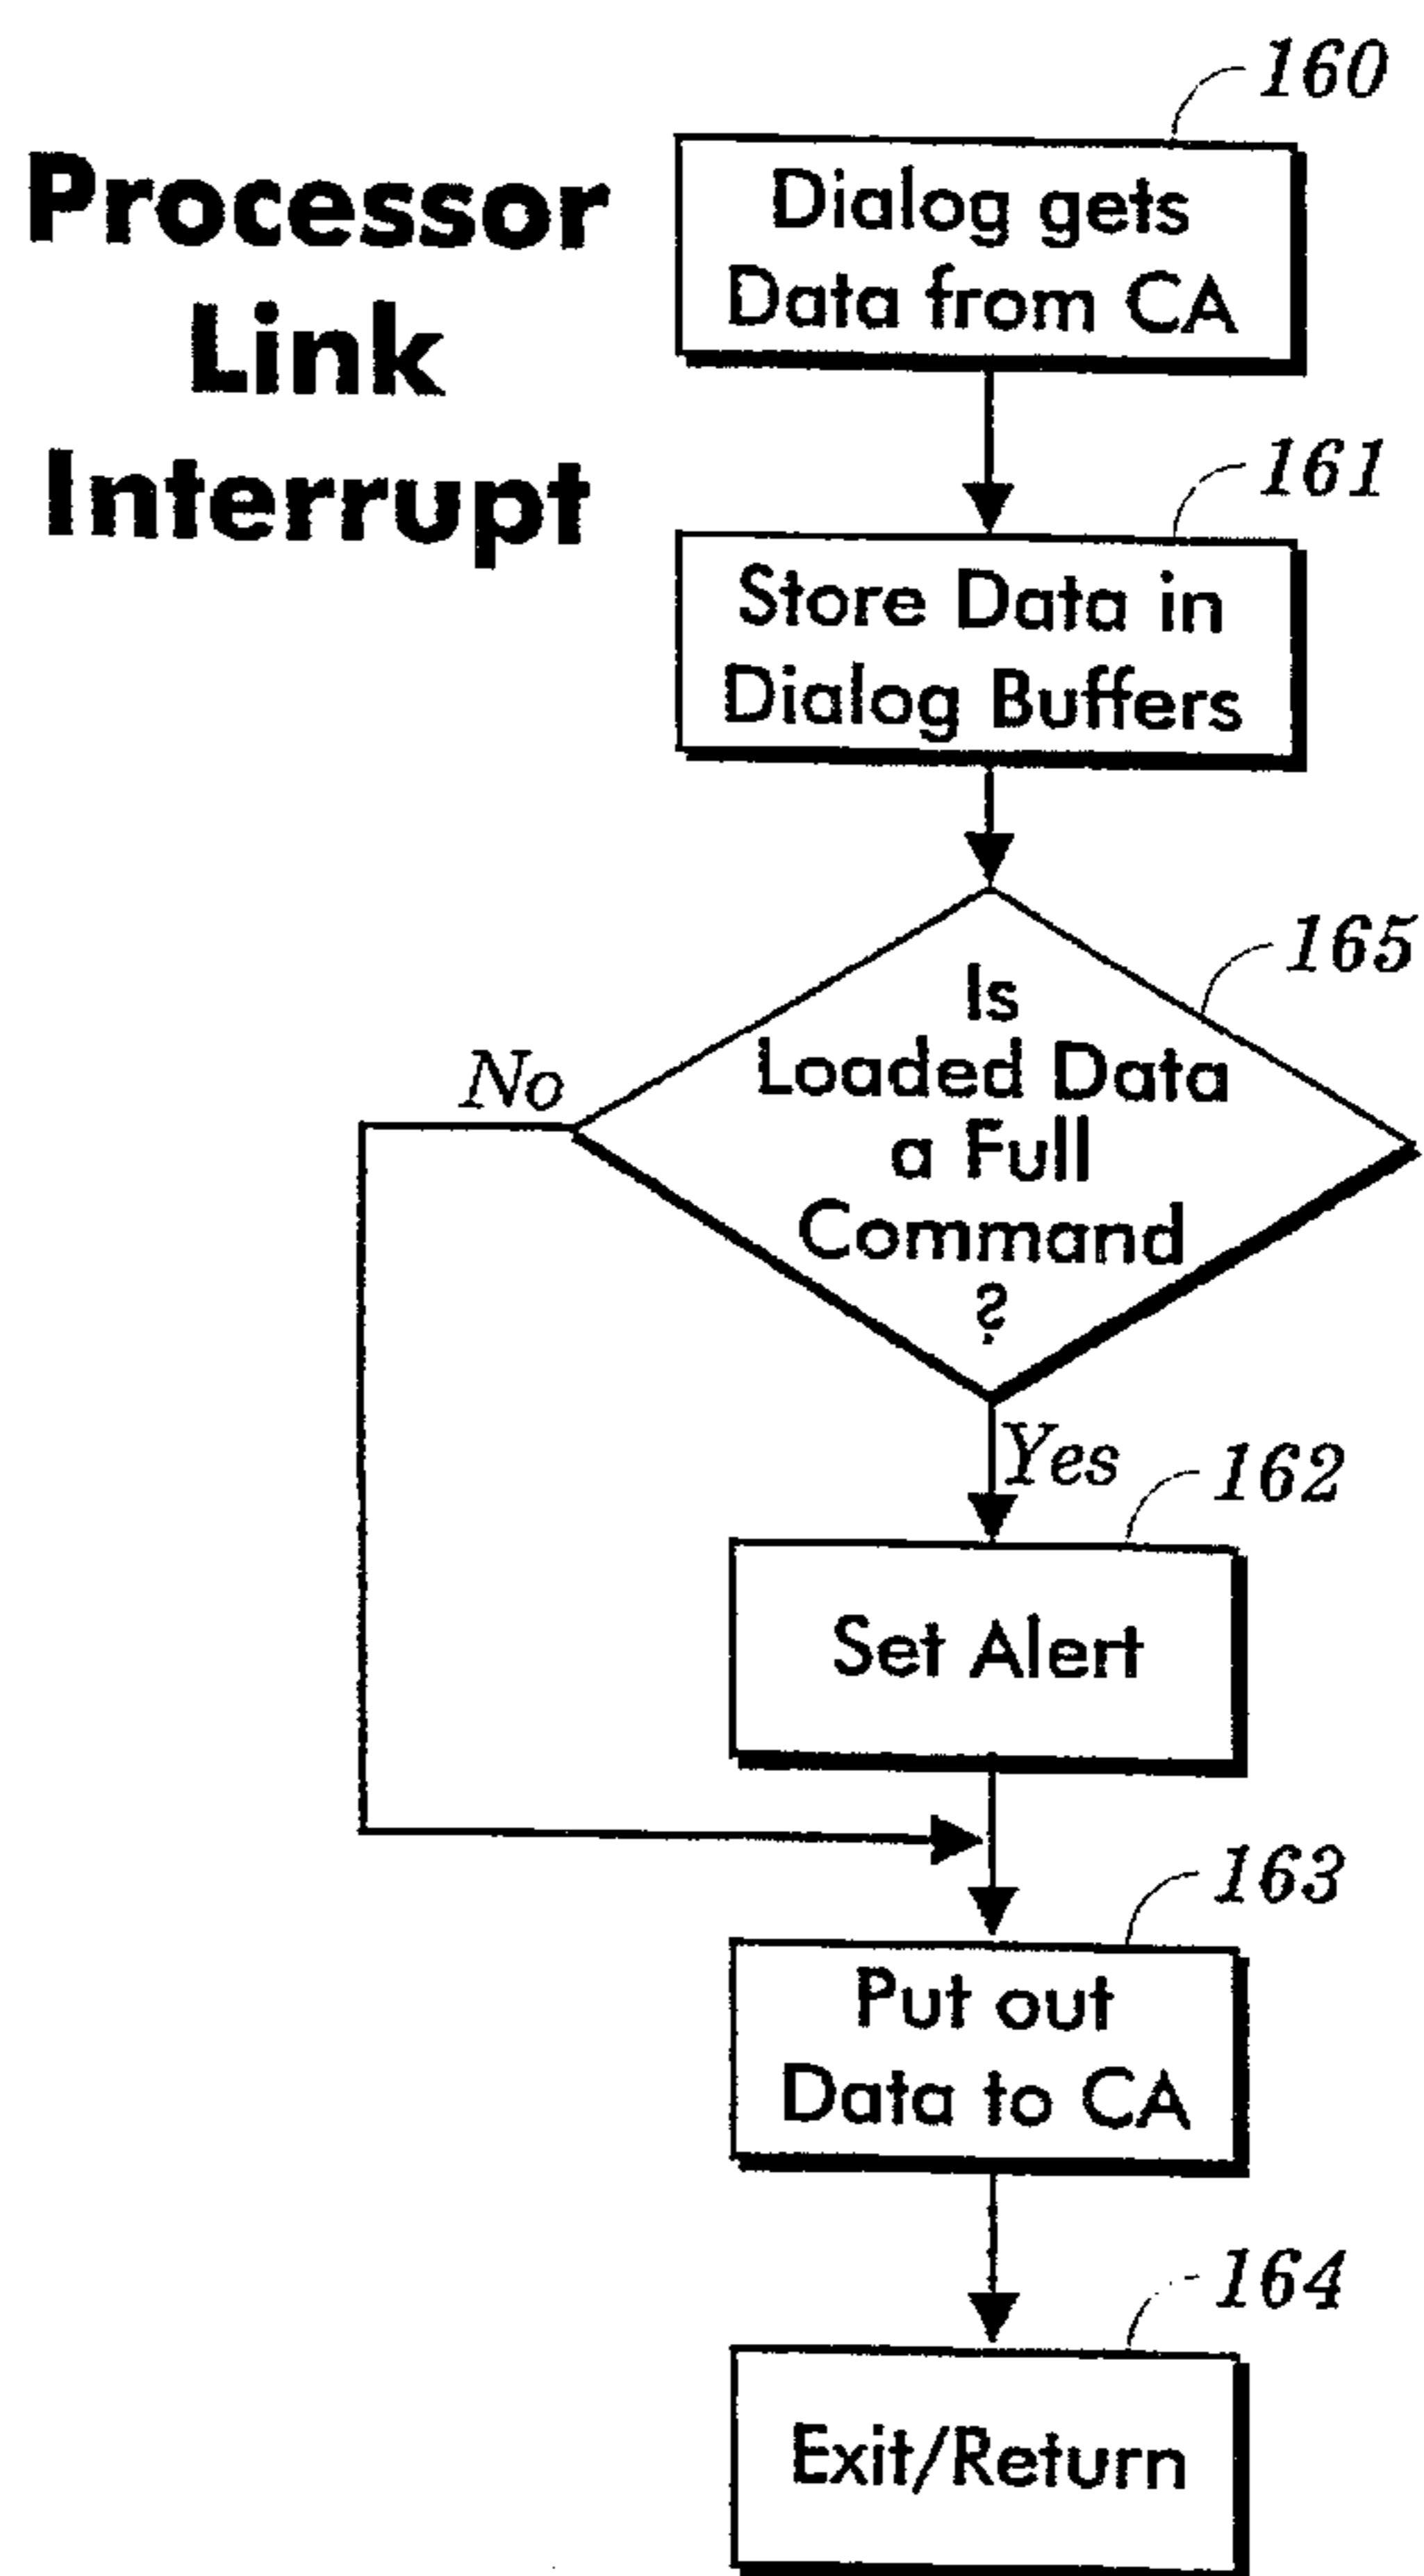 160
Processor
Link
Interrupt
Dialog gets
Data from CA
161
Store Data in
Dialog Buffers
165
Is
Loaded Data
a Full
Command
?
No
Yes
162
Set Alert
163
Put out
Data to CA
164
Exit/Return